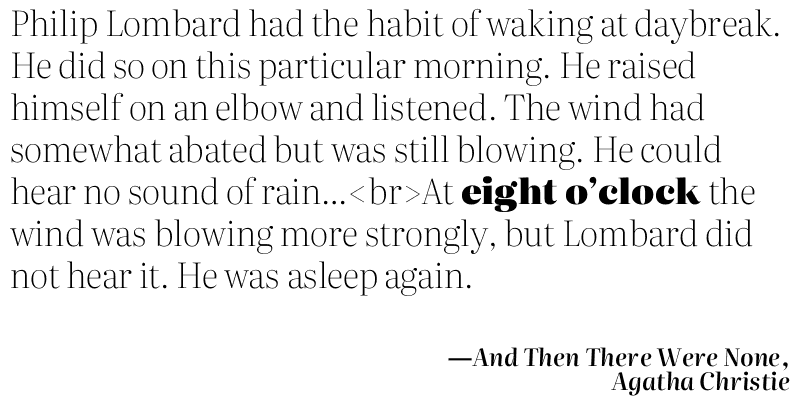 Philip Lombard had the habit of waking at daybreak.
He did so on this particular morning. He raised
himself on an elbow and listened. The wind had
somewhat abated but was still blowing. He could
hear no sound of rain...<br>At eight o’clock the
wind was blowing more strongly, but Lombard did
not hear it. He was asleep again.
—And Then There Were None,
Agatha Christie